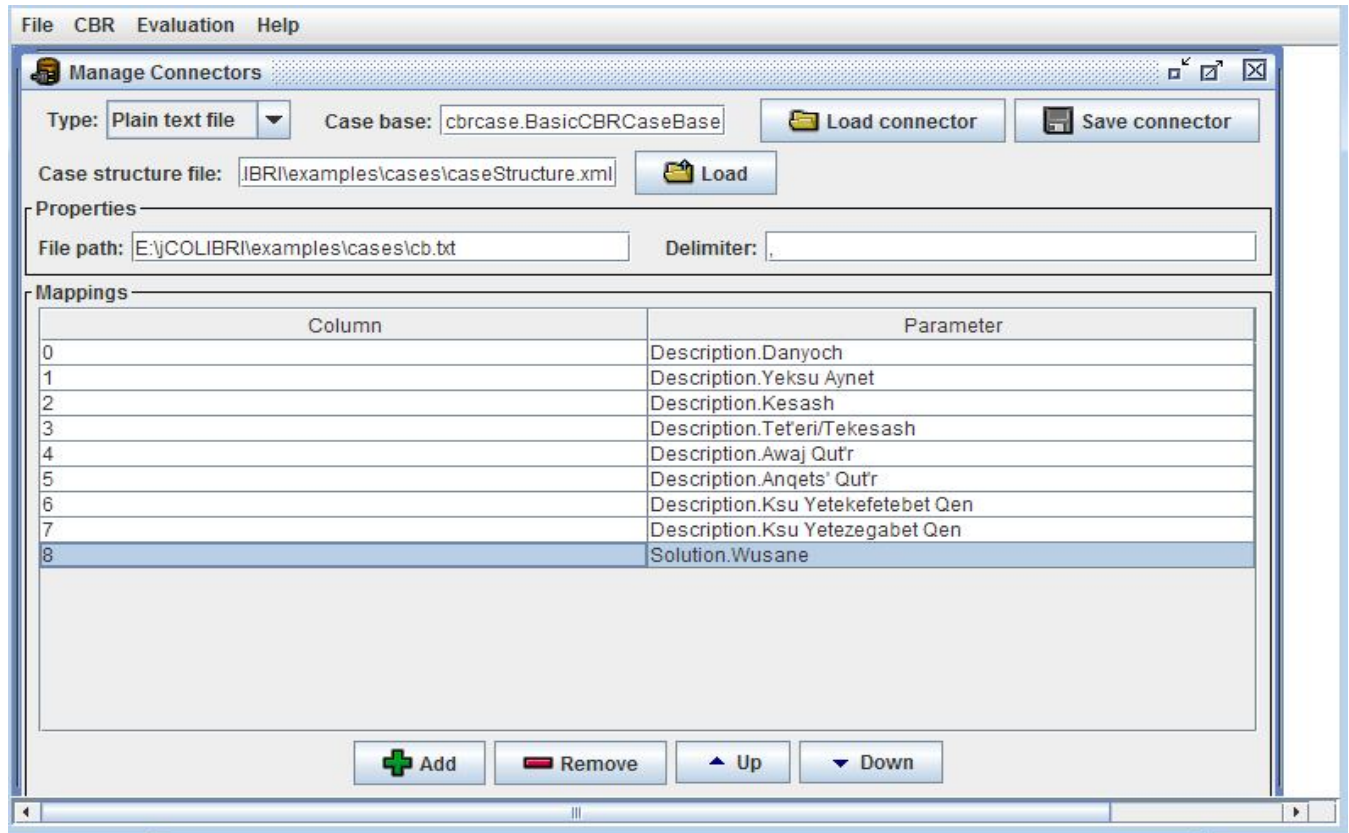 File CBR Evaluation Help
Manage Connectors
Type: Plain text file Case base: cbrcase.BasicCBRCaseBase Load connector Save connector
Case structure file: .IBRI\examples\cases\caseStructure.xml Load
Properties
File path: E:\jCOLIBRI\examples\cases\cb.txt Delimiter: ,
Mappings
Column Parameter
0 Description.Danyoch
1 Description.Yeksu Aynet
2 Description.Kesash
3 Description.Tet'eri/Tekesash
4 Description.Awaj Qut'r
5 Description.Anqets' Qut'r
6 Description.Ksu Yetekefetebet Qen
7 Description.Ksu Yetezegabet Qen
8 Solution.Wusane
Add Remove Up Down